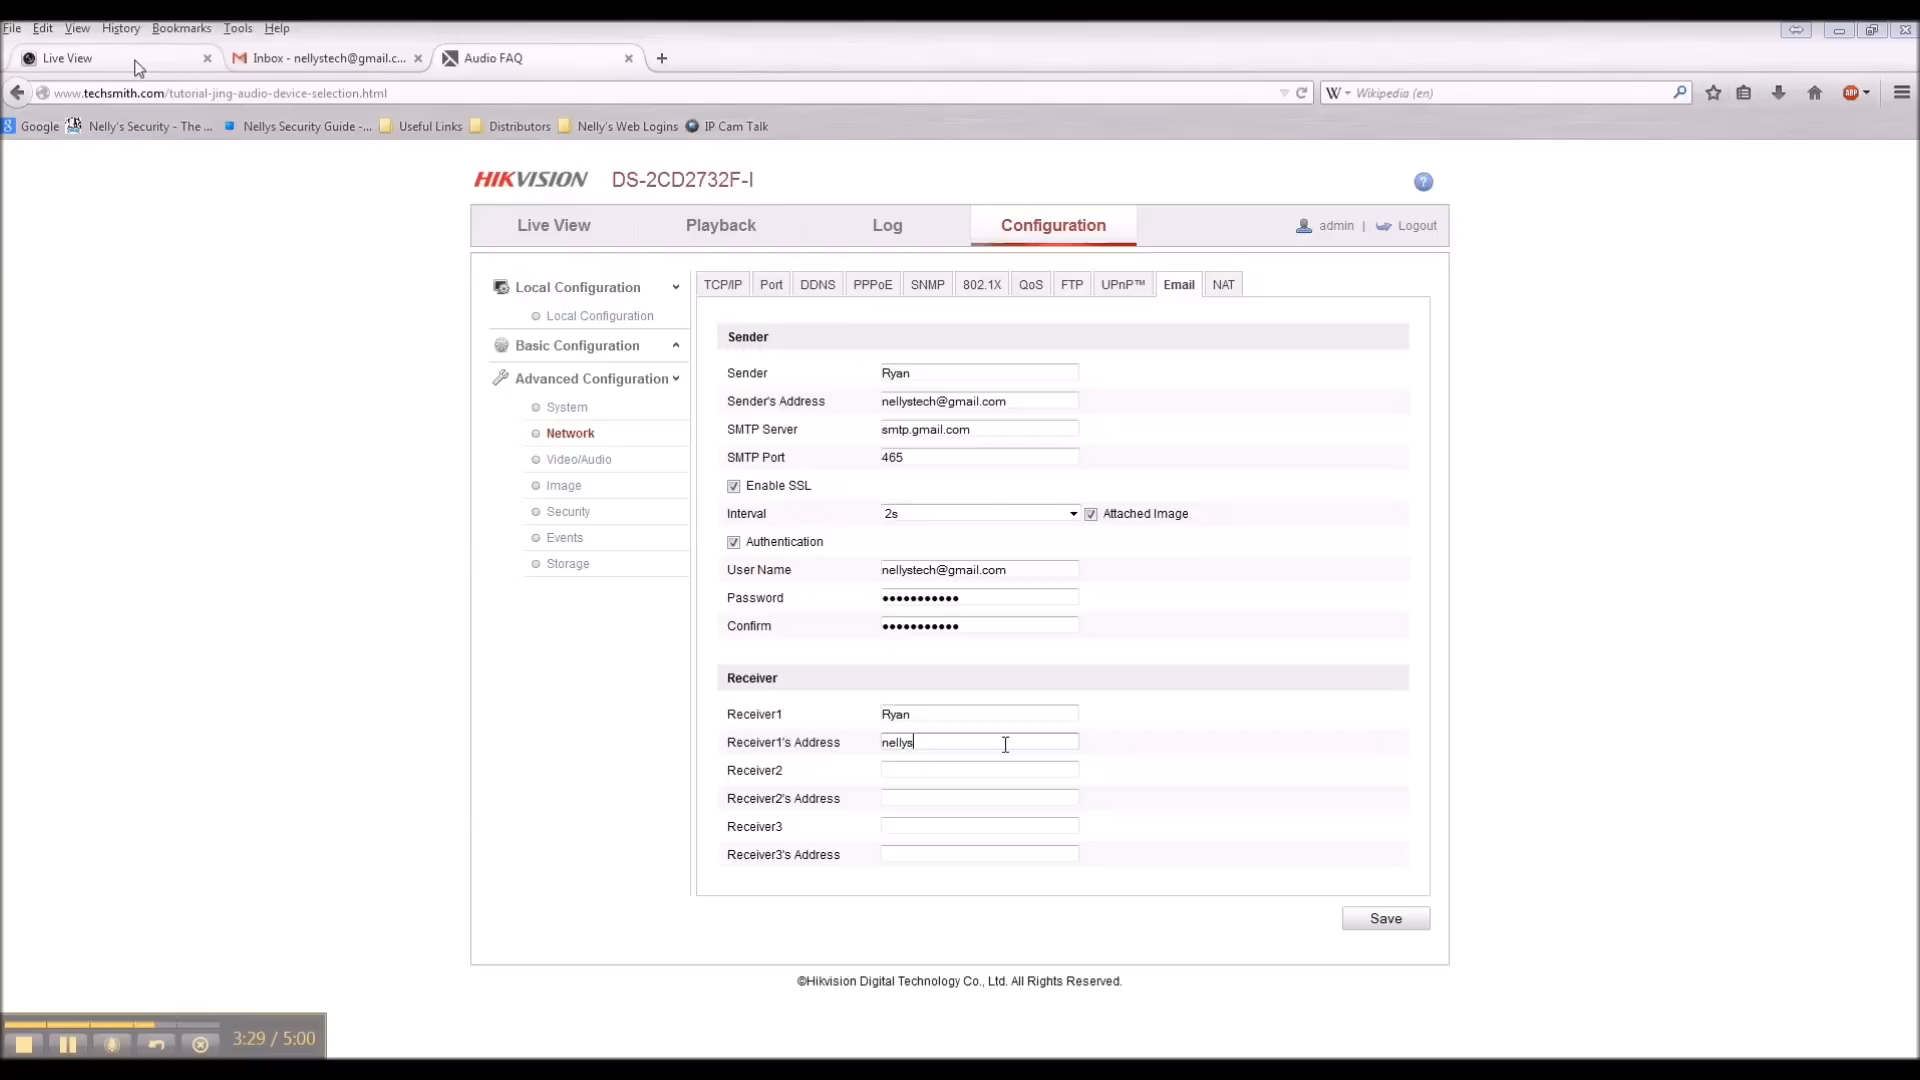 File Edit View History Bookmarks Tools Help
Live View Inbox - nellystech@gmail.c... Audio FAQ
www.techsmith.com/tutorial-jing-audio-device-selection.html W Wikipedia (en) ABP
Google Nelly's Security - The ... Nellys Security Guide -... Useful Links Distributors Nelly's Web Logins IP Cam Talk
HIKVISION DS-2CD2732F-I ?
Live View Playback Log Configuration admin | Logout
Local Configuration
Local Configuration
Basic Configuration
Advanced Configuration
System
Network
Video/Audio
Image
Security
Events
Storage
TCP/IP Port DDNS PPPoE SNMP 802.1X QoS FTP UPnP™ Email NAT
Sender
Sender Ryan
Sender's Address nellystech@gmail.com
SMTP Server smtp.gmail.com
SMTP Port 465
Enable SSL
Interval 2s Attached Image
Authentication
User Name nellystech@gmail.com
Password •••••••••••
Confirm •••••••••••
Receiver
Receiver1 Ryan
Receiver1's Address nellys
Receiver2
Receiver2's Address
Receiver3
Receiver3's Address
Save
©Hikvision Digital Technology Co., Ltd. All Rights Reserved.
3:29 / 5:00